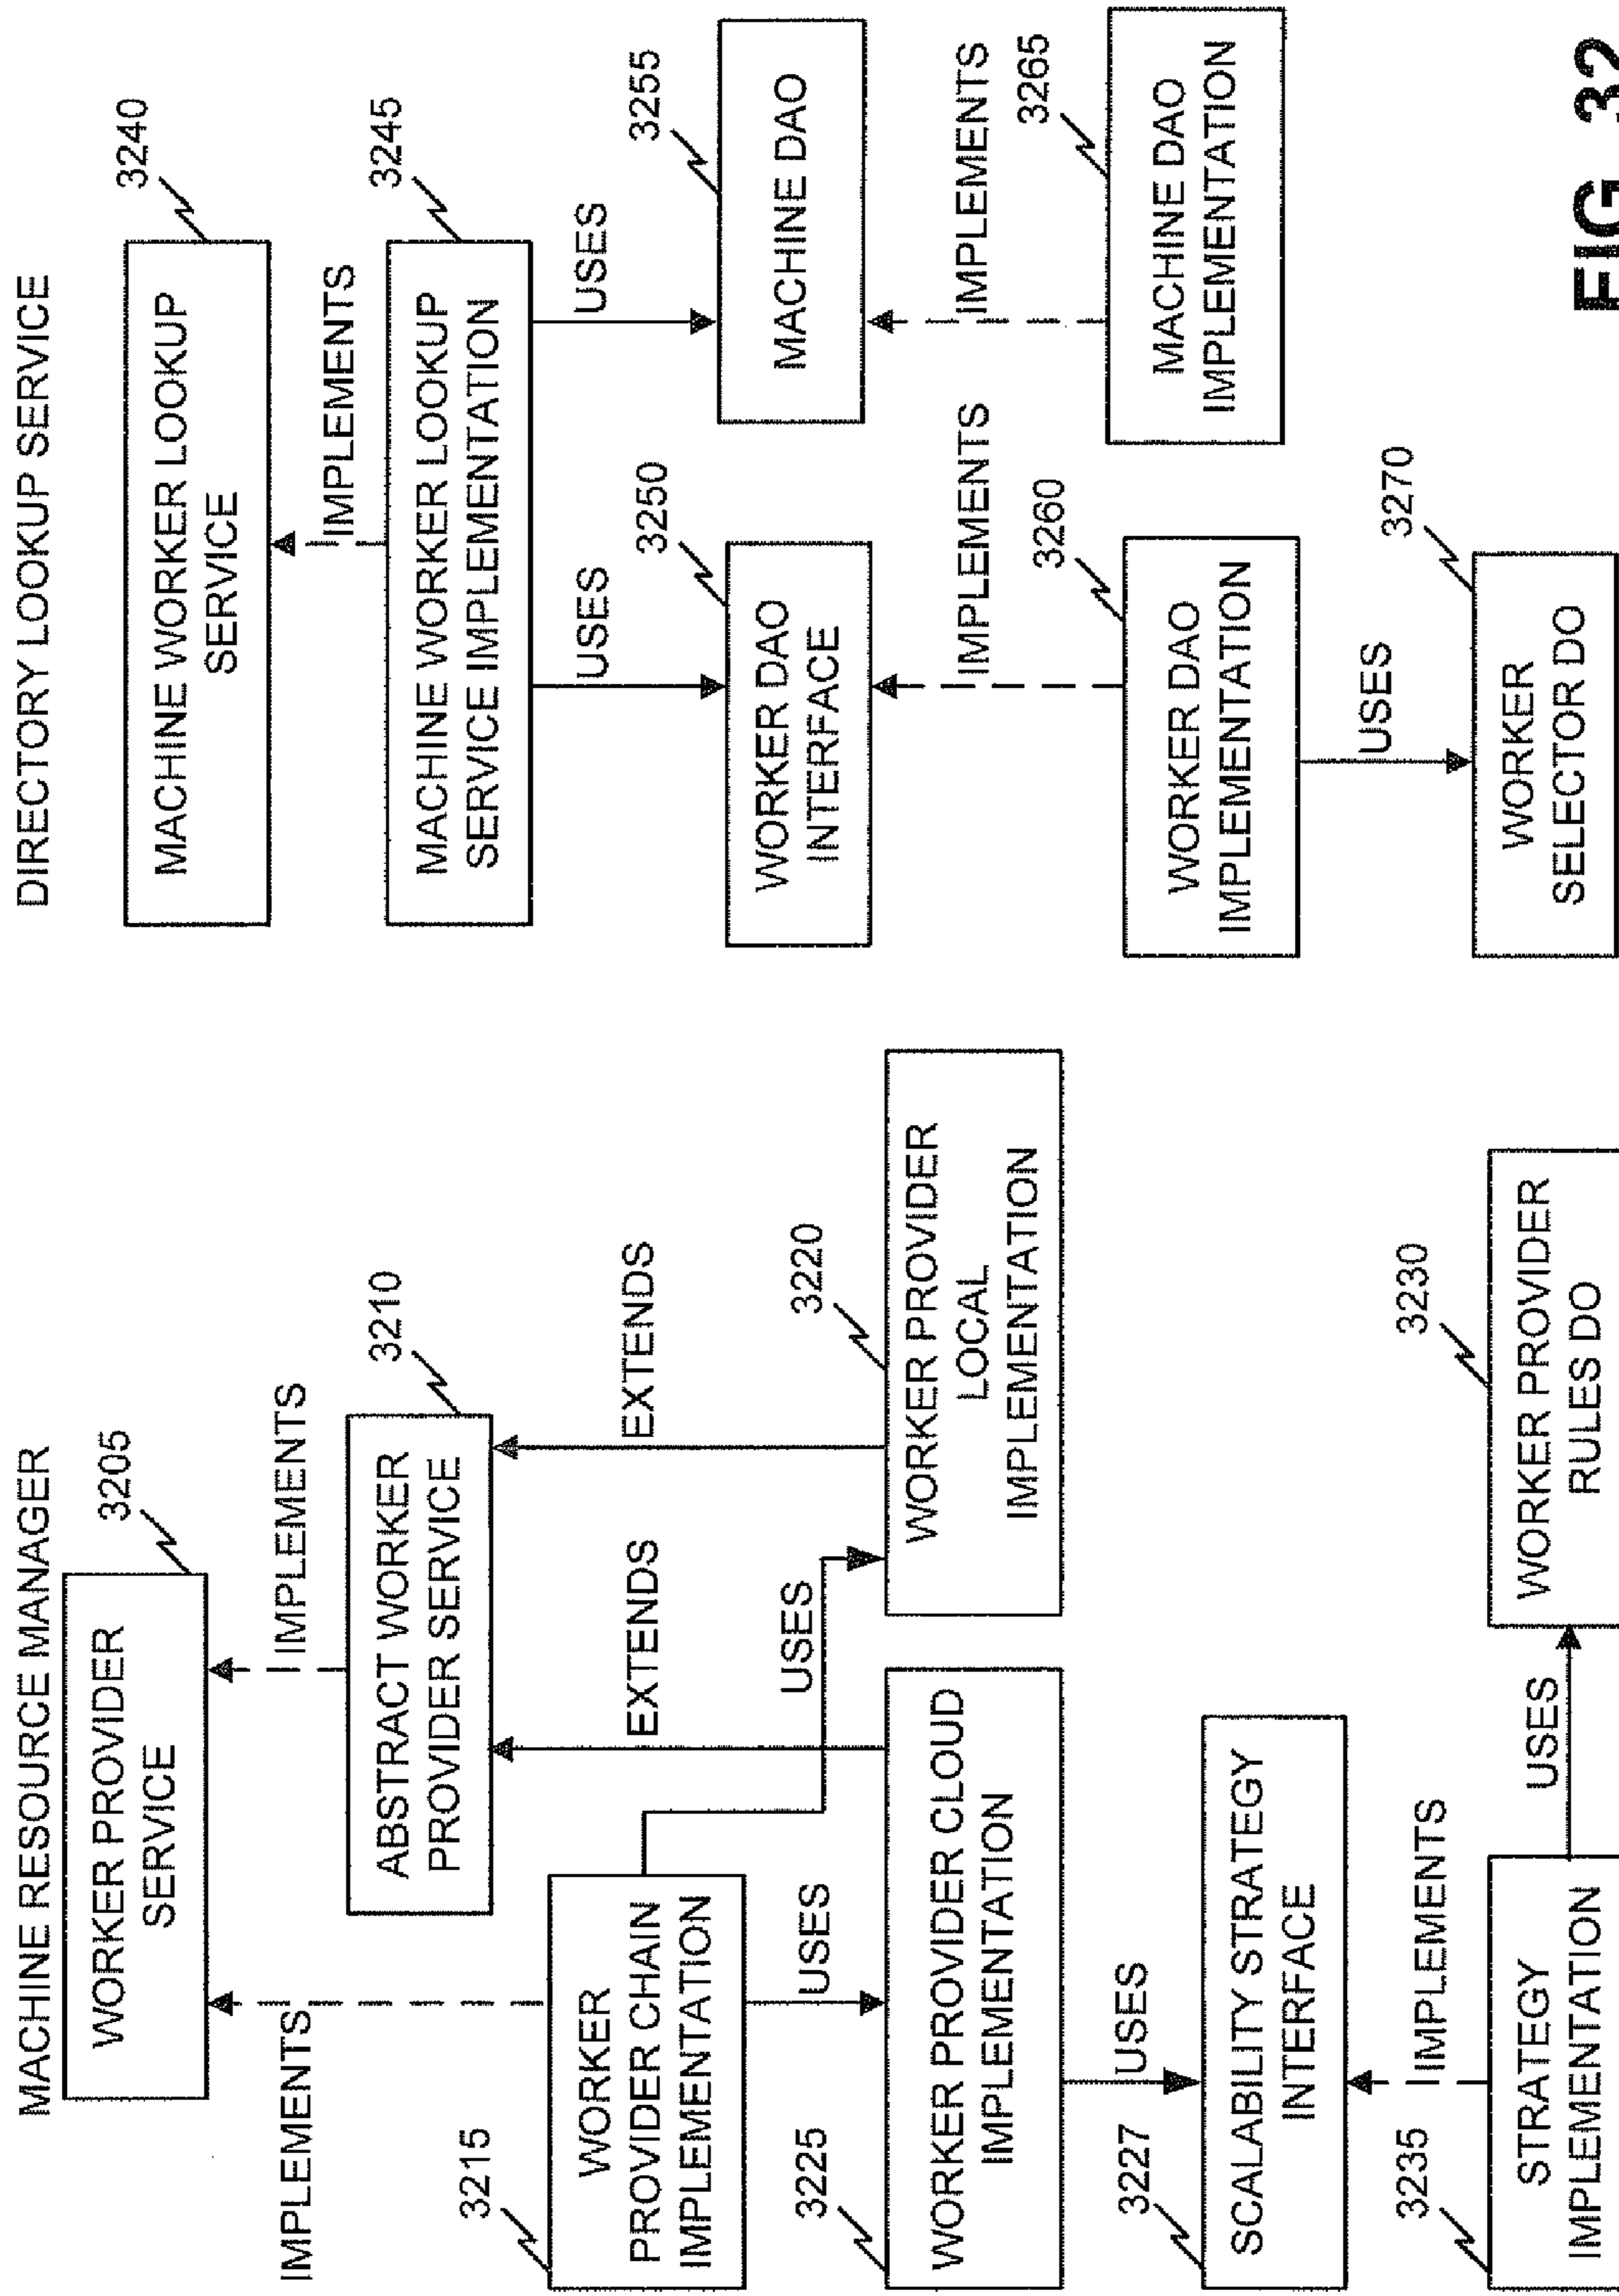 MACHINE RESOURCE MANAGER
3205
WORKER PROVIDER
SERVICE
IMPLEMENTS
IMPLEMENTS
3210
ABSTRACT WORKER
PROVIDER SERVICE
3215
WORKER
PROVIDER CHAIN
IMPLEMENTATION
EXTENDS
EXTENDS
USES
USES
3220
WORKER PROVIDER
LOCAL
IMPLEMENTATION
3225
WORKER PROVIDER CLOUD
IMPLEMENTATION
USES
3227
SCALABILITY STRATEGY
INTERFACE
IMPLEMENTS
3235
STRATEGY
IMPLEMENTATION
USES
3230
WORKER PROVIDER
RULES DO
DIRECTORY LOOKUP SERVICE
3240
MACHINE WORKER LOOKUP
SERVICE
IMPLEMENTS
3245
MACHINE WORKER LOOKUP
SERVICE IMPLEMENTATION
USES
USES
3250
WORKER DAO
INTERFACE
3255
MACHINE DAO
IMPLEMENTS
IMPLEMENTS
3260
WORKER DAO
IMPLEMENTATION
3265
MACHINE DAO
IMPLEMENTATION
USES
3270
WORKER
SELECTOR DO
FIG. 32